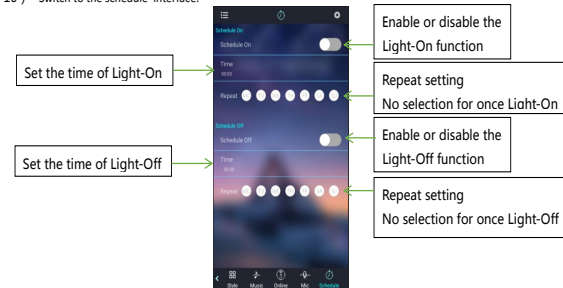 Switch to the schedule interface.
Schedule On
Schedule On
Time
Repeat
Schedule Off
Schedule Off
Time
Repeat
Style Music Online Mic Schedule
Set the time of Light-On
Set the time of Light-Off
Enable or disable the
Light-On function
Repeat setting
No selection for once Light-On
Enable or disable the
Light-Off function
Repeat setting
No selection for once Light-Off